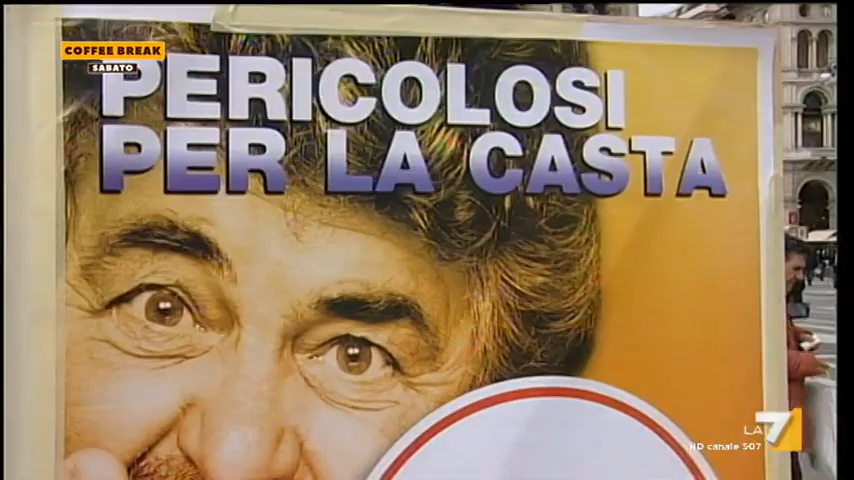 COFFEE BREAK
SABATO
PERICOLOSI
PER LA CASTA
LA7
HD canale 507